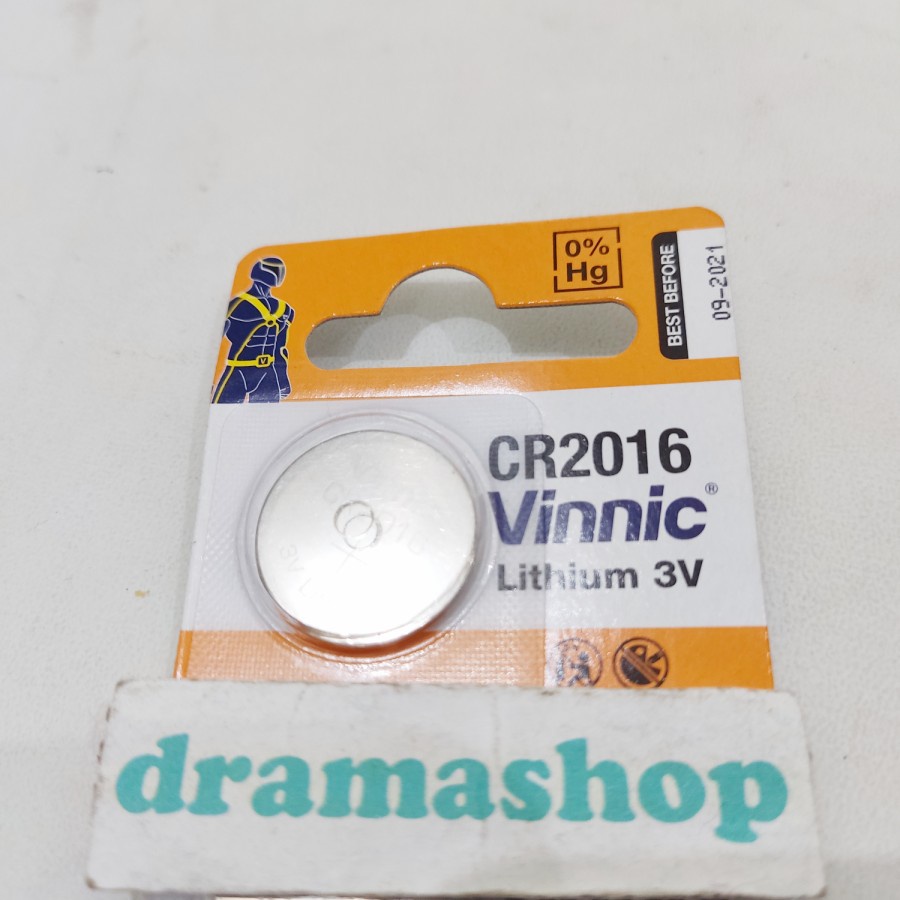 0%
Hg
BEST BEFORE
09-2021
CR2016
Vinnic®
Lithium 3V
V
dramashop